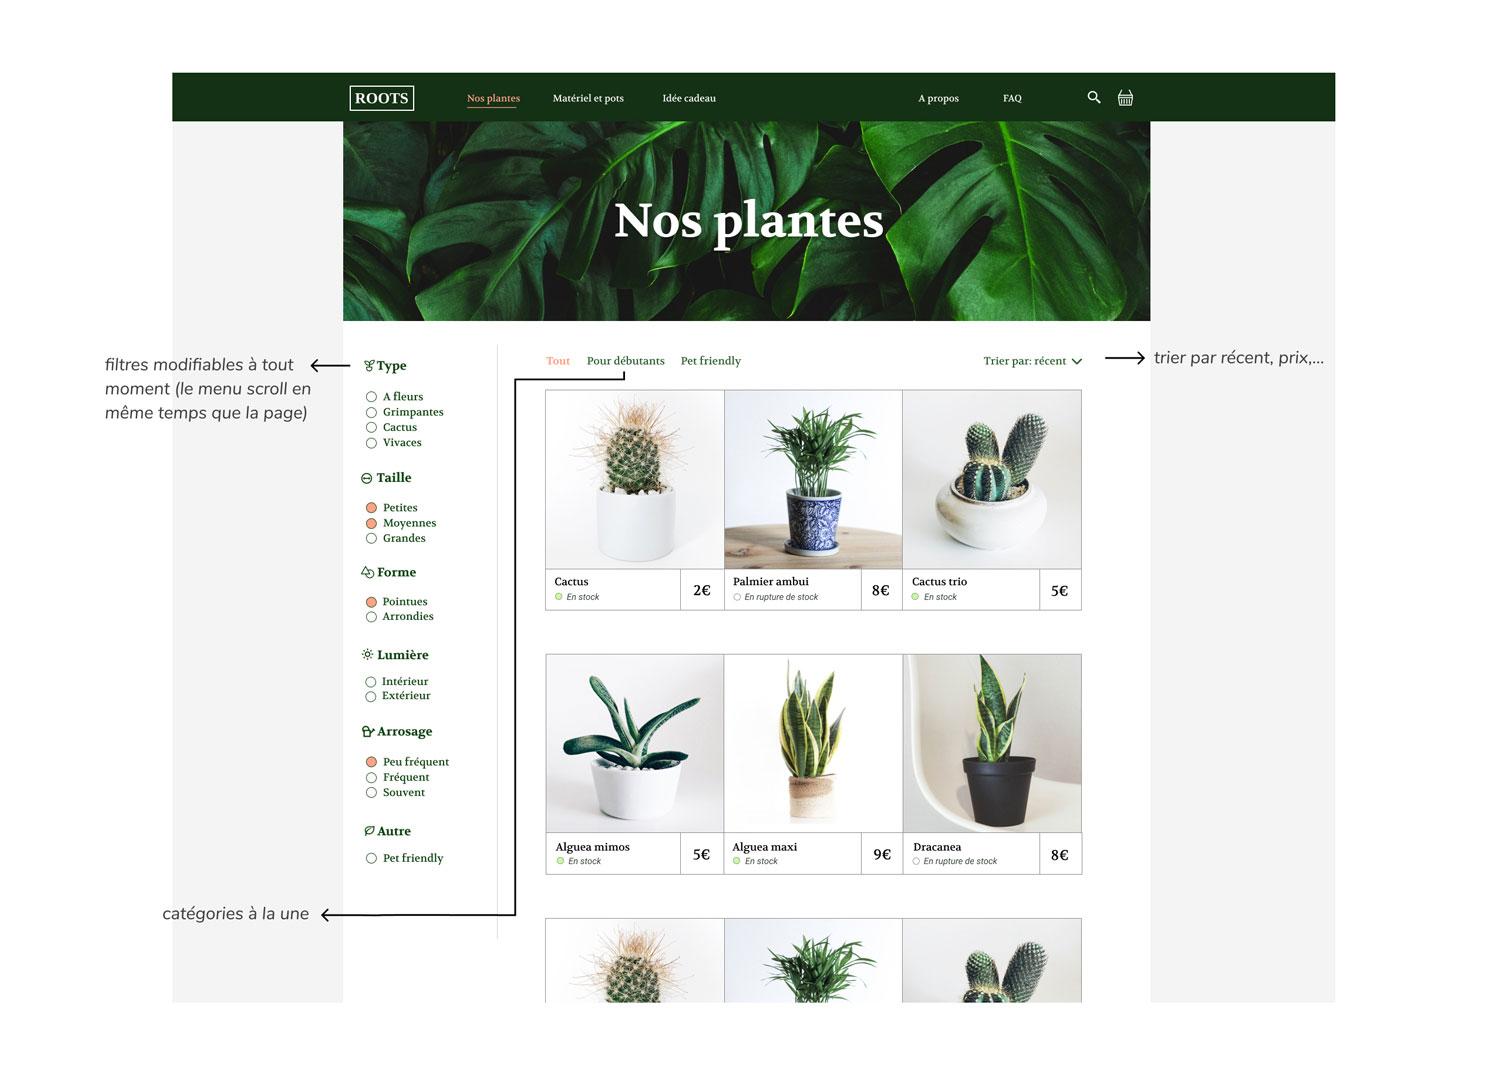 ROOTS
Nos plantes
Matériel et pots
Idée cadeau
A propos
FAQ
Nos plantes
filtres modifiables à tout
moment (le menu scroll en
même temps que la page)
Type
A fleurs
Grimpantes
Cactus
Vivaces
Taille
Petites
Moyennes
Grandes
Forme
Pointues
Arrondies
Lumière
Intérieur
Extérieur
Arrosage
Peu fréquent
Fréquent
Souvent
Autre
Pet friendly
catégories à la une
Tout
Pour débutants
Pet friendly
Trier par: récent
trier par récent, prix,...
Cactus
En stock
2€
Palmier ambui
En rupture de stock
8€
Cactus trio
En stock
5€
Alguea mimos
En stock
5€
Alguea maxi
En stock
9€
Dracanea
En rupture de stock
8€